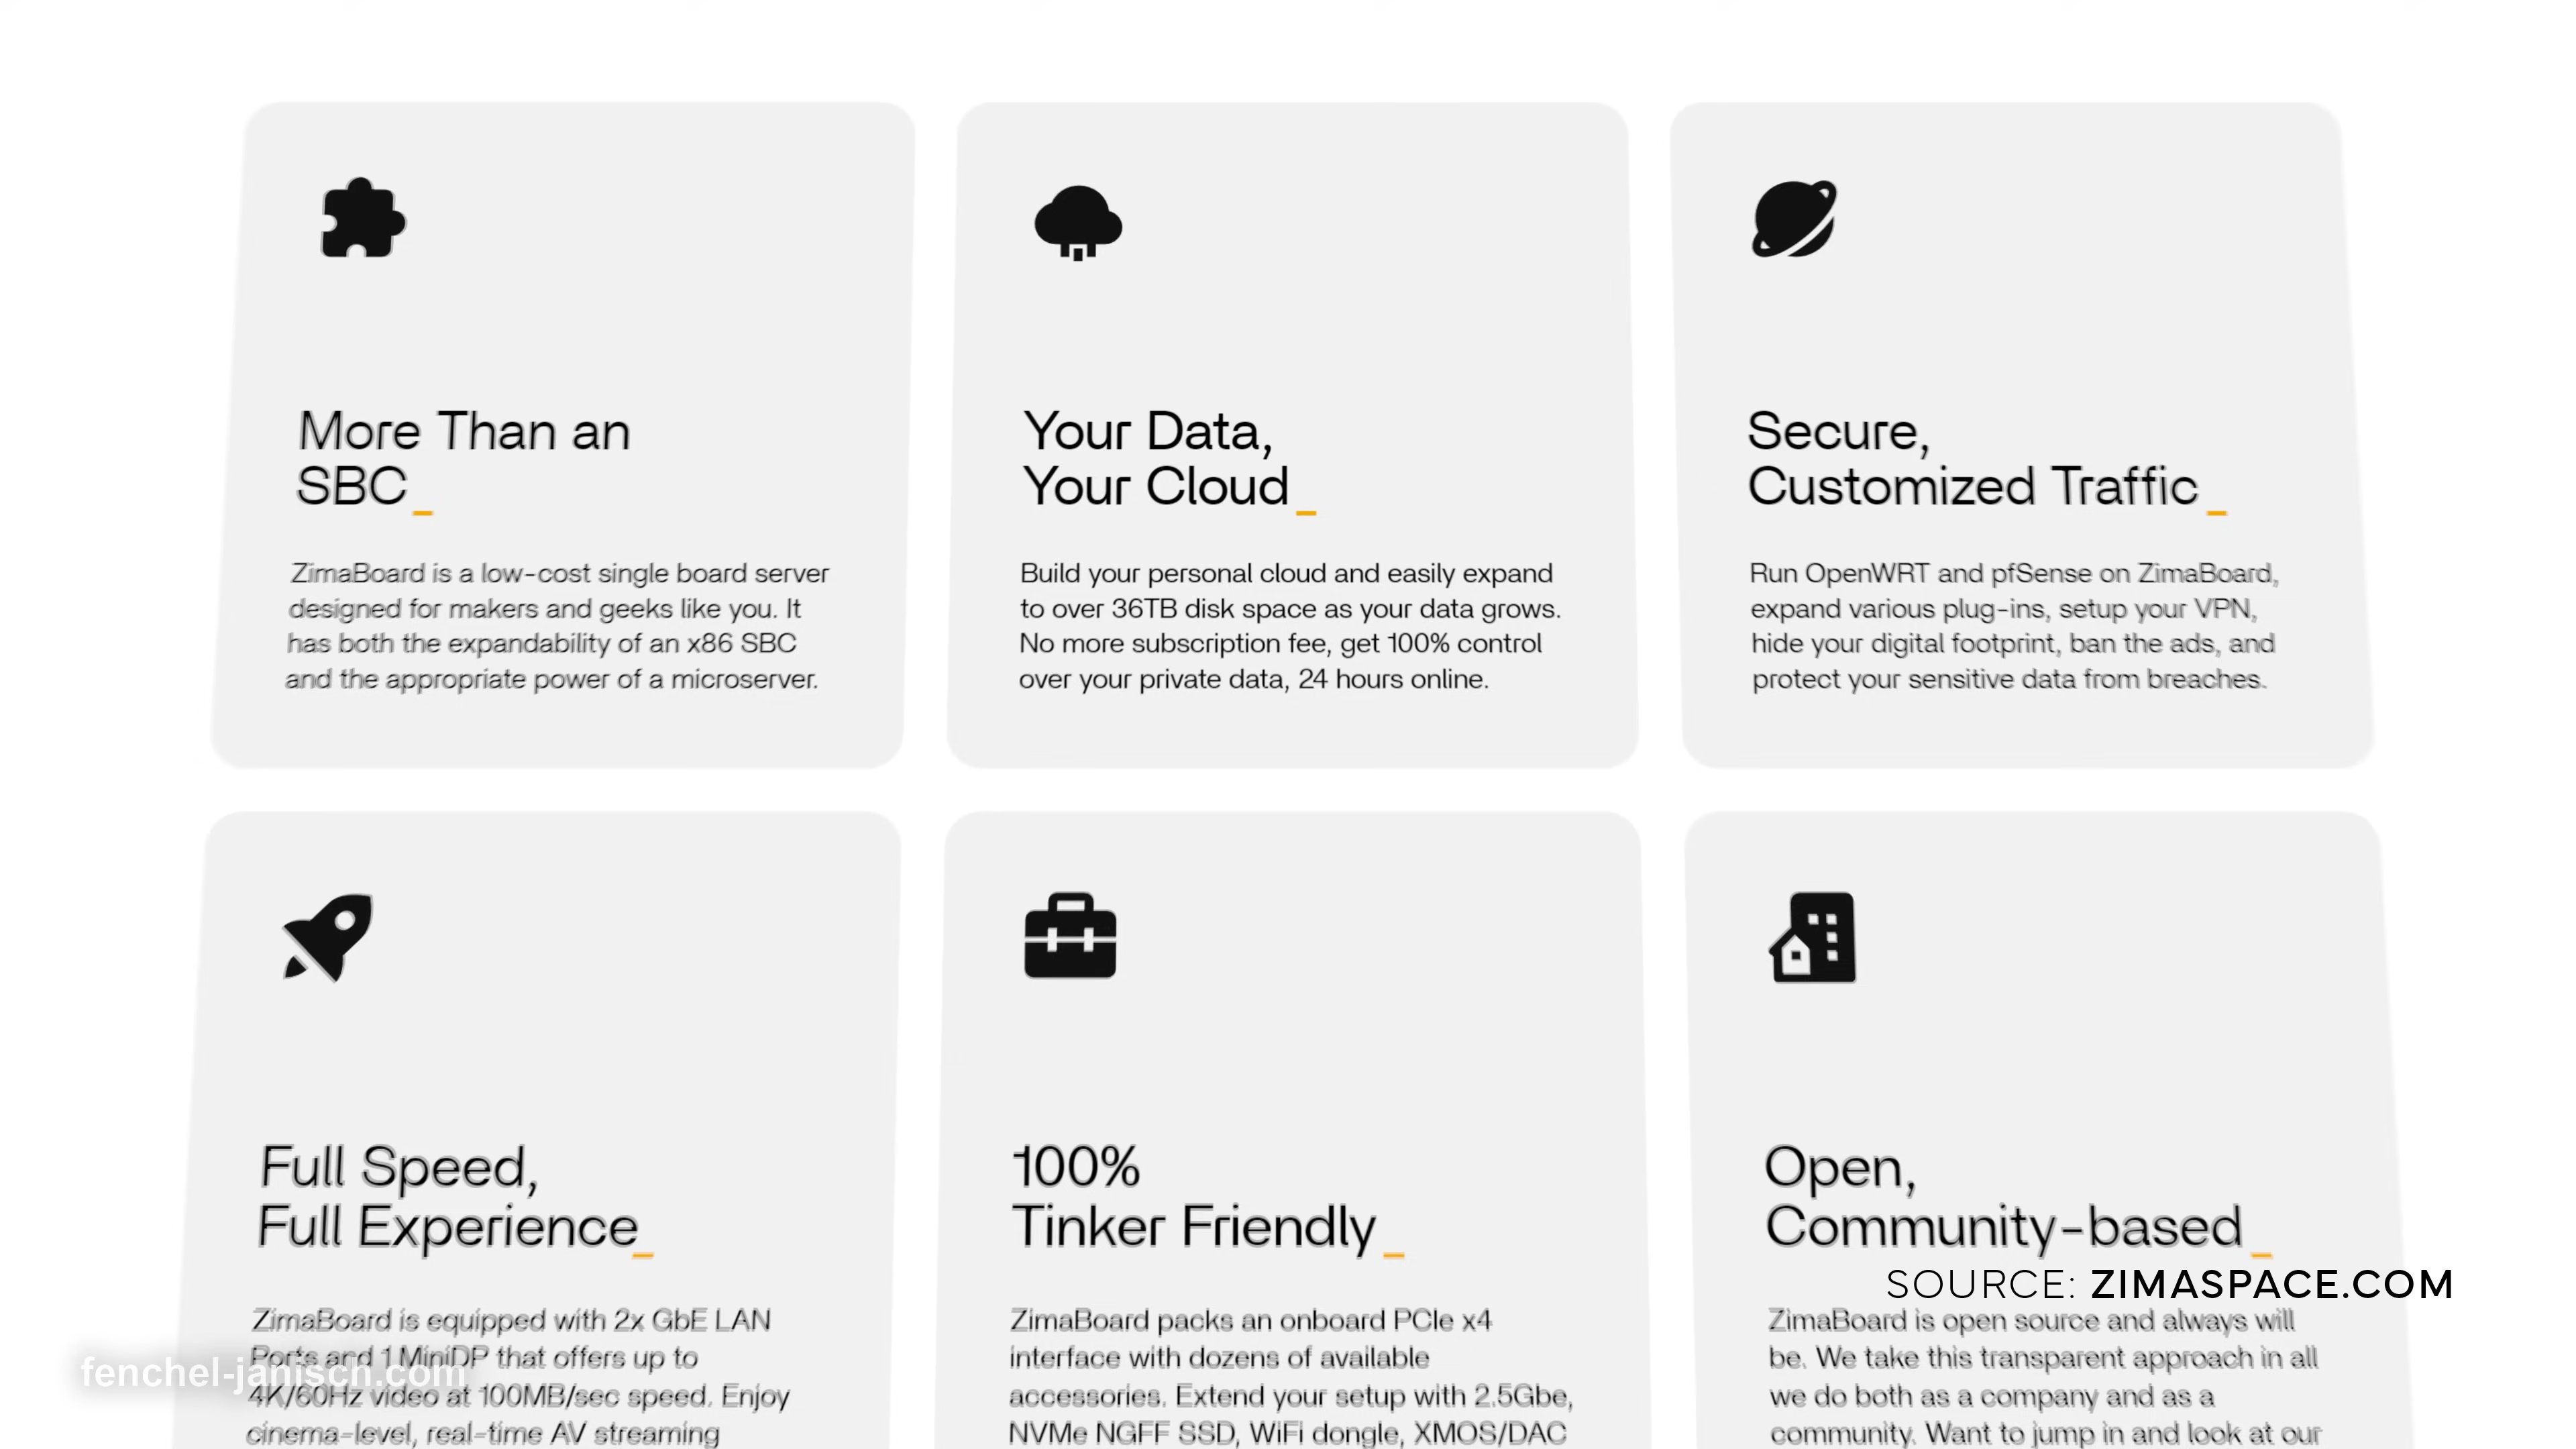 More Than an
SBC_
ZimaBoard is a low-cost single board server
designed for makers and geeks like you. It
has both the expandability of an x86 SBC
and the appropriate power of a microserver.
Your Data,
Your Cloud_
Build your personal cloud and easily expand
to over 36TB disk space as your data grows.
No more subscription fee, get 100% control
over your private data, 24 hours online.
Secure,
Customized Traffic_
Run OpenWRT and pfSense on ZimaBoard,
expand various plug-ins, setup your VPN,
hide your digital footprint, ban the ads, and
protect your sensitive data from breaches.
Full Speed,
Full Experience_
ZimaBoard is equipped with 2x GbE LAN
Ports and 1 MiniDP that offers up to
4K/60Hz video at 100MB/sec speed. Enjoy
cinema-level, real-time AV streaming
100%
Tinker Friendly_
ZimaBoard packs an onboard PCIe x4
interface with dozens of available
accessories. Extend your setup with 2.5Gbe,
NVMe NGFF SSD, WiFi dongle, XMOS/DAC
Open,
Community-based_
SOURCE: ZIMASPACE.COM
ZimaBoard is open source and always will
be. We take this transparent approach in all
we do both as a company and as a
community. Want to jump in and look at our
fenchel-janisch.com